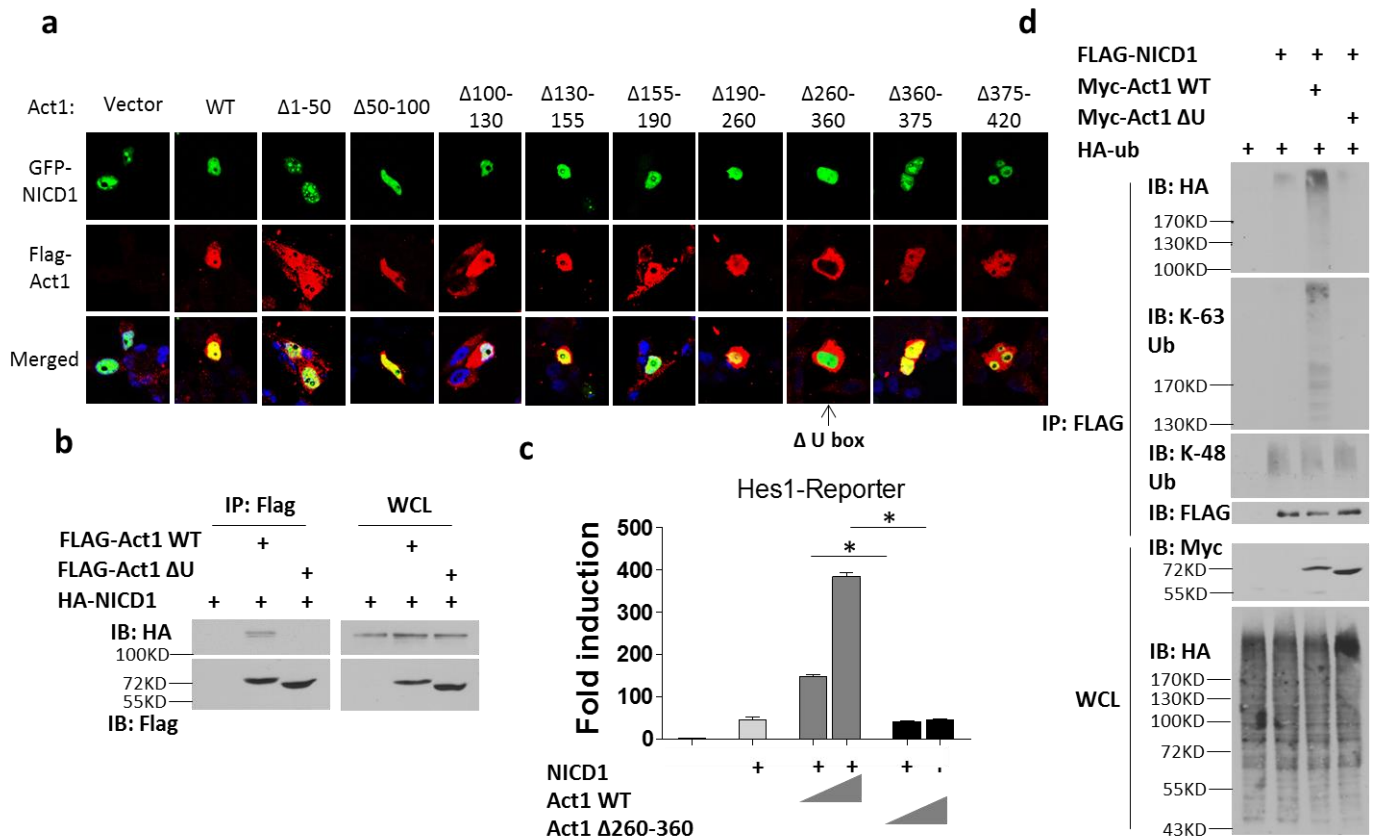 a
Act1: Vector WT Δ1-50 Δ50-100 Δ100-130 Δ130-155 Δ155-190 Δ190-260 Δ260-360 Δ360-375 Δ375-420
GFP-NICD1
Flag-Act1
Merged
Δ U box
b
IP: Flag WCL
FLAG-Act1 WT + +
FLAG-Act1 ΔU + +
HA-NICD1 + + + + + +
IB: HA
100KD
72KD
55KD
IB: Flag
c
Hes1-Reporter
Fold induction
500
400
300
200
100
0
* *
NICD1 + + + +
Act1 WT
Act1 Δ260-360
d
FLAG-NICD1 + + +
Myc-Act1 WT +
Myc-Act1 ΔU +
HA-ub + + + +
IP: FLAG
IB: HA
170KD
130KD
100KD
IB: K-63 Ub
170KD
130KD
IB: K-48 Ub
IB: FLAG
WCL
IB: Myc
72KD
55KD
IB: HA
170KD
130KD
100KD
72KD
55KD
43KD